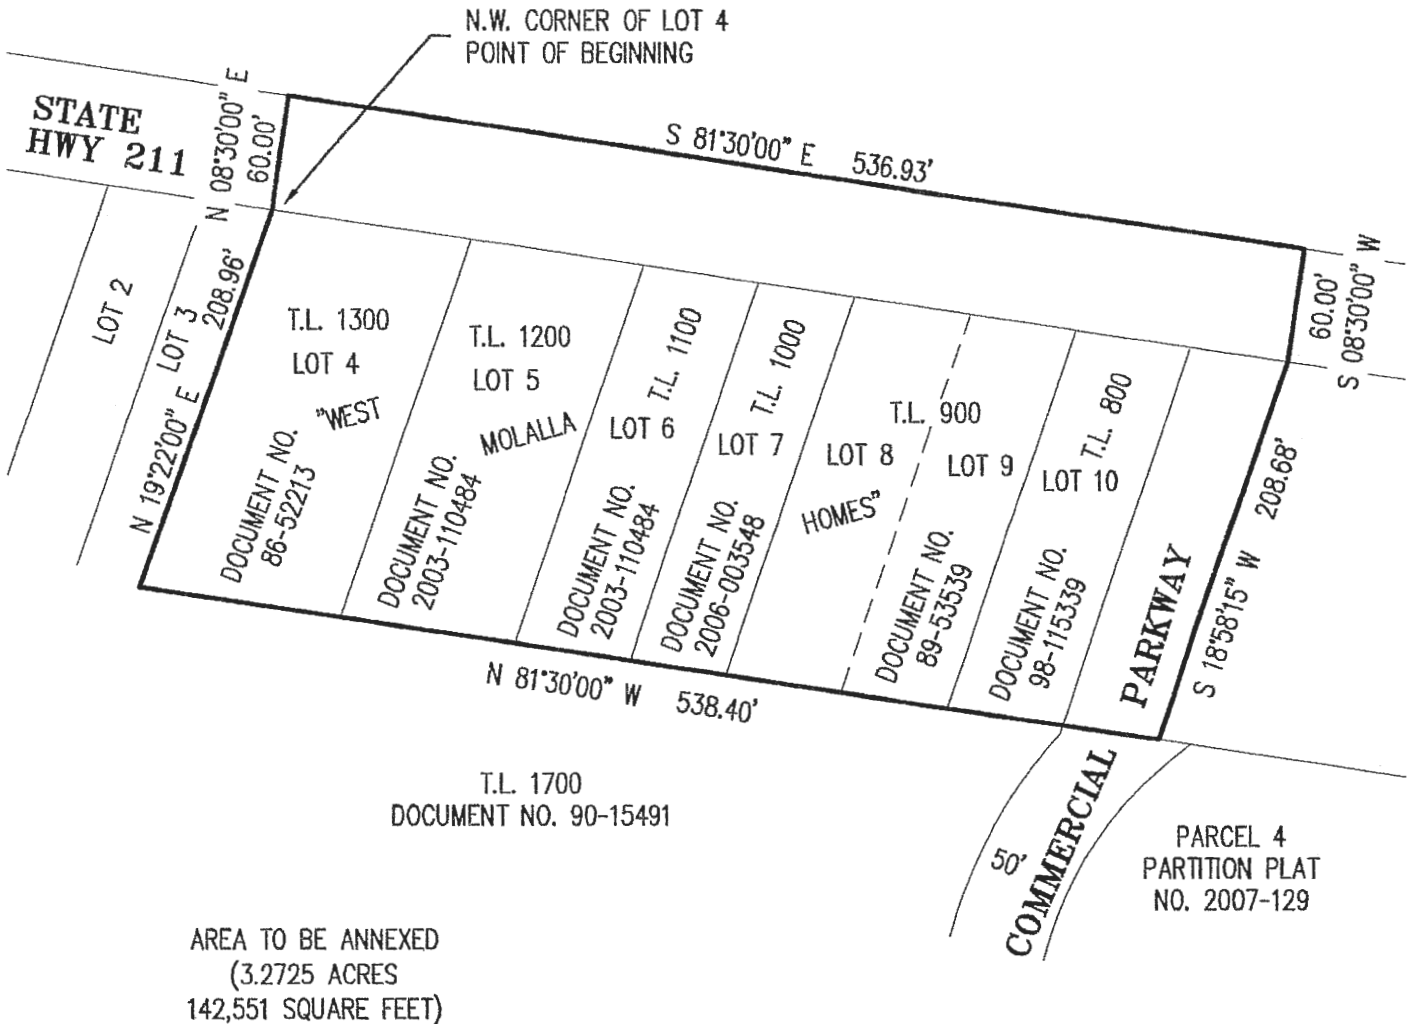 N.W. CORNER OF LOT 4
POINT OF BEGINNING
STATE
HWY 211
N 08°30'00" E
60.00'
S 81°30'00" E 536.93'
60.00'
S 08°30'00" W
LOT 2
LOT 3
N 19°22'00" E 208.96'
T.L. 1300
LOT 4
"WEST
DOCUMENT NO.
86-52213
T.L. 1200
LOT 5
MOLALLA
DOCUMENT NO.
2003-110484
T.L. 1100
LOT 6
DOCUMENT NO.
2003-110484
T.L. 1000
LOT 7
DOCUMENT NO.
2006-003548
T.L. 900
LOT 8
HOMES"
LOT 9
DOCUMENT NO.
89-53539
T.L. 800
LOT 10
DOCUMENT NO.
98-115339
S 18°58'15" W 208.68'
N 81°30'00" W 538.40'
COMMERCIAL PARKWAY
50'
T.L. 1700
DOCUMENT NO. 90-15491
PARCEL 4
PARTITION PLAT
NO. 2007-129
AREA TO BE ANNEXED
(3.2725 ACRES
142,551 SQUARE FEET)